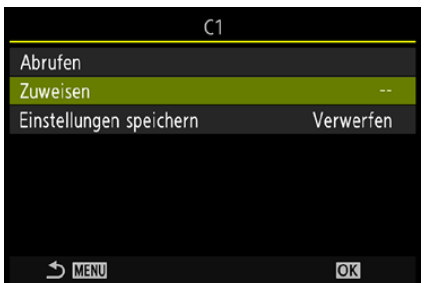 C1
Abrufen
Zuweisen --
Einstellungen speichern Verwerfen
MENU OK